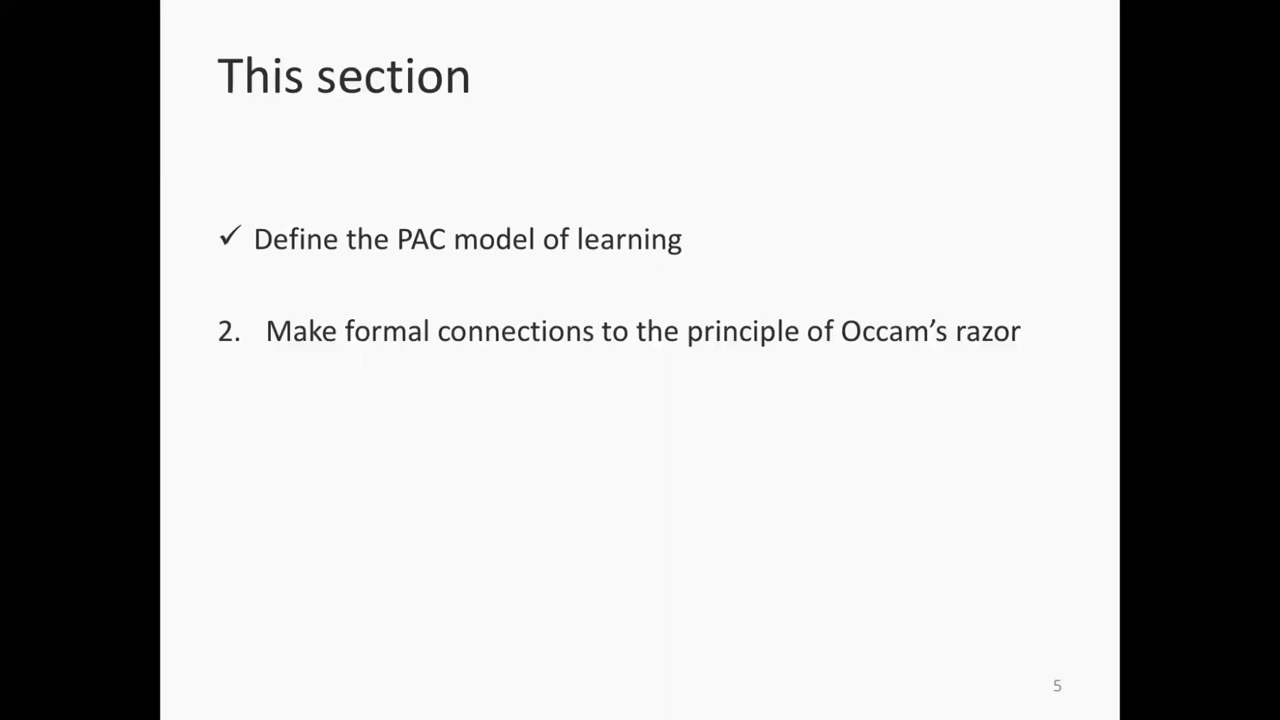 This section
✓ Define the PAC model of learning
2. Make formal connections to the principle of Occam’s razor
5